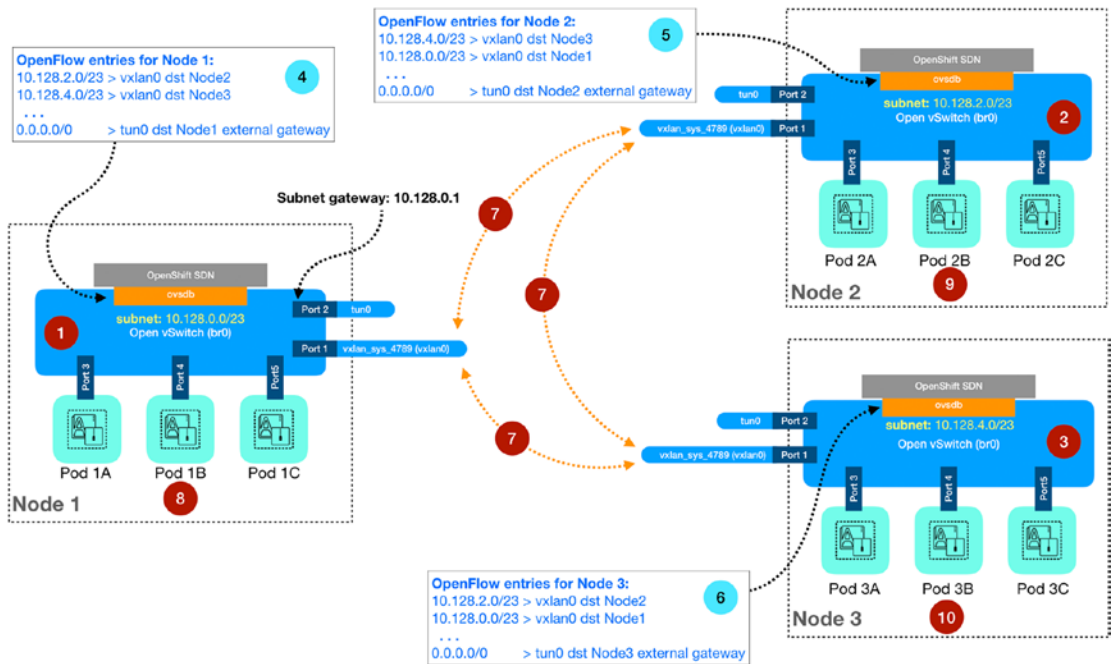 OpenFlow entries for Node 1:
10.128.2.0/23 > vxlan0 dst Node2
10.128.4.0/23 > vxlan0 dst Node3
...
0.0.0.0/0 > tun0 dst Node1 external gateway
4
OpenFlow entries for Node 2:
10.128.4.0/23 > vxlan0 dst Node3
10.128.0.0/23 > vxlan0 dst Node1
...
0.0.0.0/0 > tun0 dst Node2 external gateway
5
OpenShift SDN
ovsdb
subnet: 10.128.2.0/23
Open vSwitch (br0)
2
tun0
Port 2
vxlan_sys_4789 (vxlan0)
Port 1
Port 3
Port 4
Port5
Pod 2A
Pod 2B
Pod 2C
9
Node 2
Subnet gateway: 10.128.0.1
7
7
7
OpenShift SDN
ovsdb
subnet: 10.128.0.0/23
Open vSwitch (br0)
1
Port 2
tun0
Port 1
vxlan_sys_4789 (vxlan0)
Port 3
Port 4
Port5
Pod 1A
Pod 1B
Pod 1C
8
Node 1
OpenShift SDN
ovsdb
subnet: 10.128.4.0/23
Open vSwitch (br0)
3
tun0
Port 2
vxlan_sys_4789 (vxlan0)
Port 1
Port 3
Port 4
Port5
Pod 3A
Pod 3B
Pod 3C
10
Node 3
OpenFlow entries for Node 3:
10.128.2.0/23 > vxlan0 dst Node2
10.128.0.0/23 > vxlan0 dst Node1
...
0.0.0.0/0 > tun0 dst Node3 external gateway
6